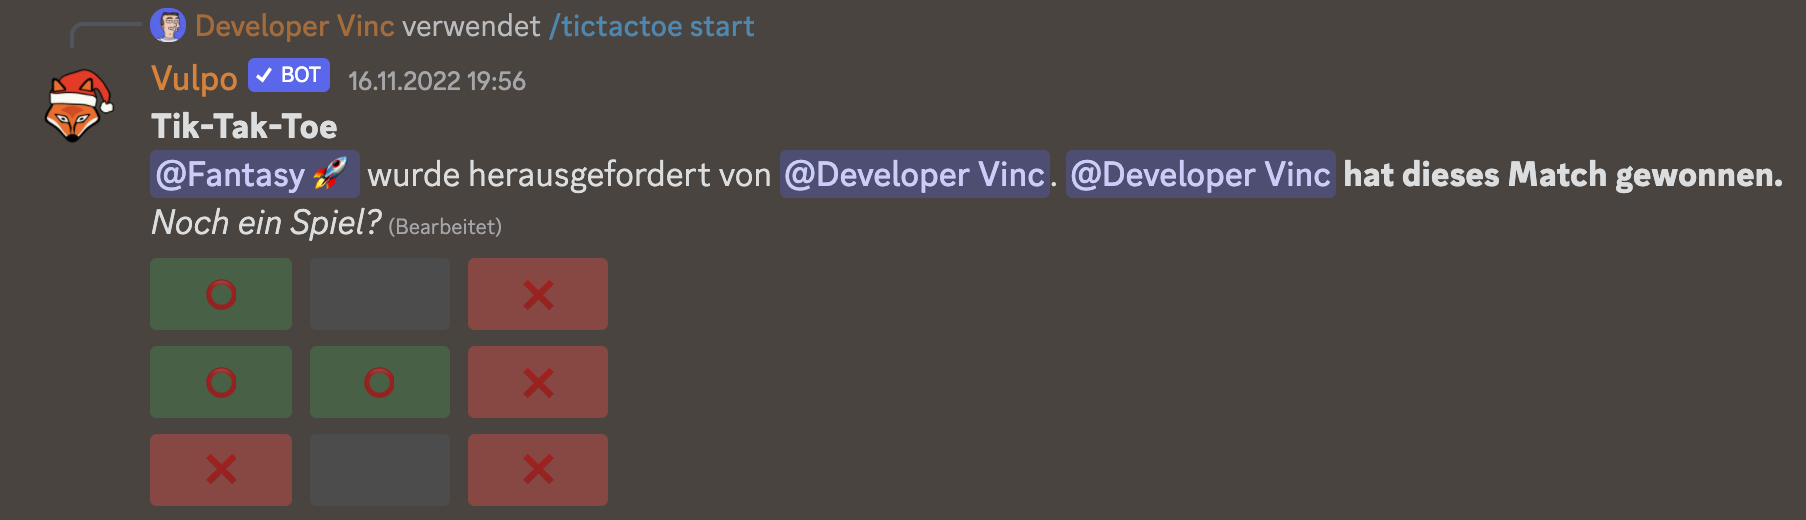 Developer Vinc verwendet /tictactoe start
Vulpo ✓ BOT 16.11.2022 19:56
Tik-Tak-Toe
@Fantasy 🚀 wurde herausgefordert von @Developer Vinc. @Developer Vinc hat dieses Match gewonnen.
Noch ein Spiel? (Bearbeitet)
⭕ ❌
⭕ ⭕ ❌
❌ ❌